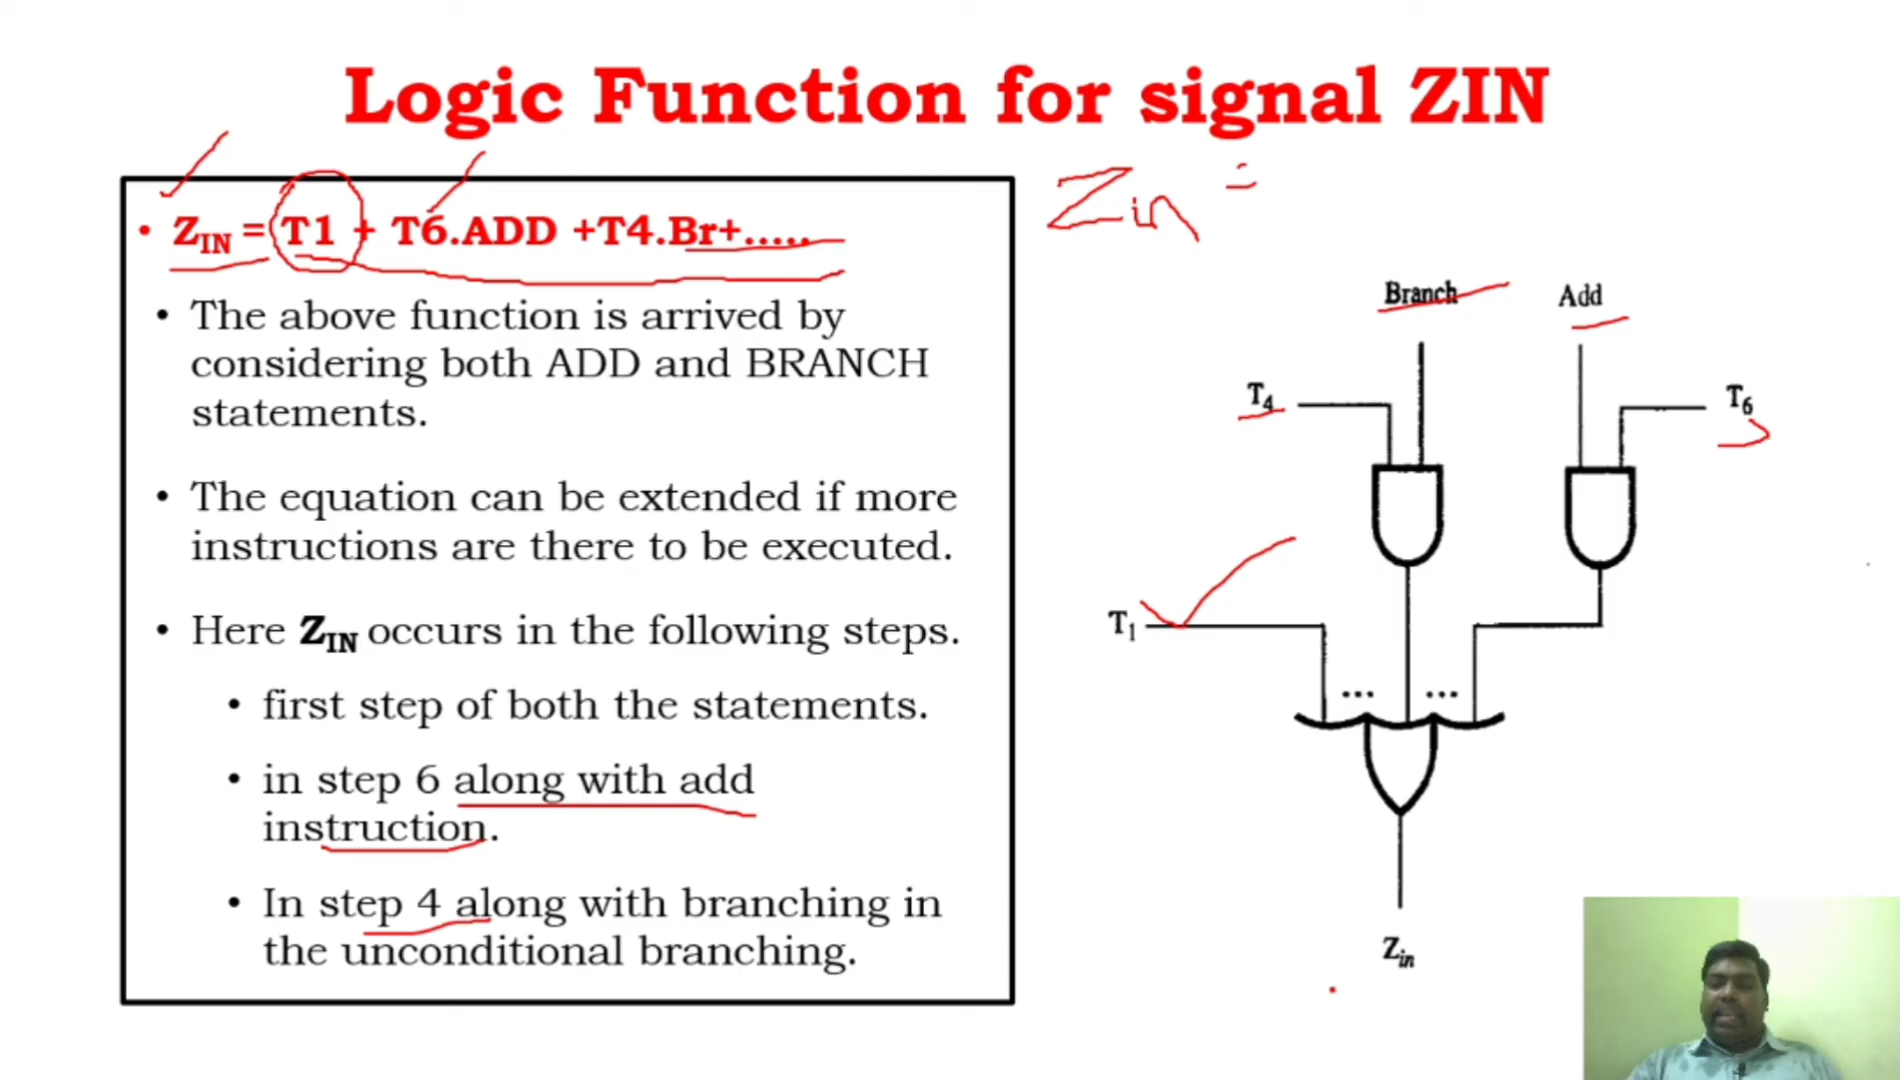 Logic Function for signal ZIN
Zin =
• ZIN = T1 + T6.ADD +T4.Br+.....
• The above function is arrived by
considering both ADD and BRANCH
statements.
• The equation can be extended if more
instructions are there to be executed.
• Here ZIN occurs in the following steps.
• first step of both the statements.
• in step 6 along with add
instruction.
• In step 4 along with branching in
the unconditional branching.
Branch Add
T4 T6
T1
... ...
Zin